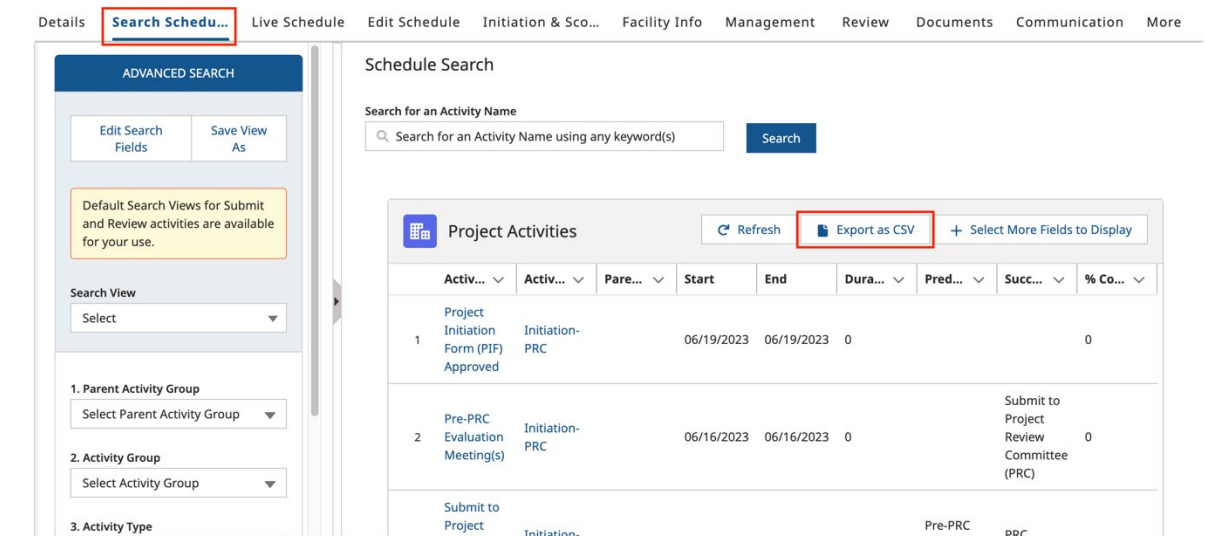 Details Search Schedu... Live Schedule Edit Schedule Initiation & Sco... Facility Info Management Review Documents Communication More
ADVANCED SEARCH
Edit Search
Fields
Save View
As
Default Search Views for Submit
and Review activities are available
for your use.
Search View
Select
1. Parent Activity Group
Select Parent Activity Group
2. Activity Group
Select Activity Group
3. Activity Type
Schedule Search
Search for an Activity Name
Search for an Activity Name using any keyword(s)
Search
Project Activities
Refresh
Export as CSV
+ Select More Fields to Display
Activ... Activ... Pare... Start End Dura... Pred... Succ... % Co...
1
Project
Initiation
Form (PIF)
Approved
Initiation-
PRC
06/19/2023 06/19/2023 0
0
2
Pre-PRC
Evaluation
Meeting(s)
Initiation-
PRC
06/16/2023 06/16/2023 0
Submit to
Project
Review
Committee
(PRC)
0
Submit to
Project
Initiation-
Pre-PRC
PRC